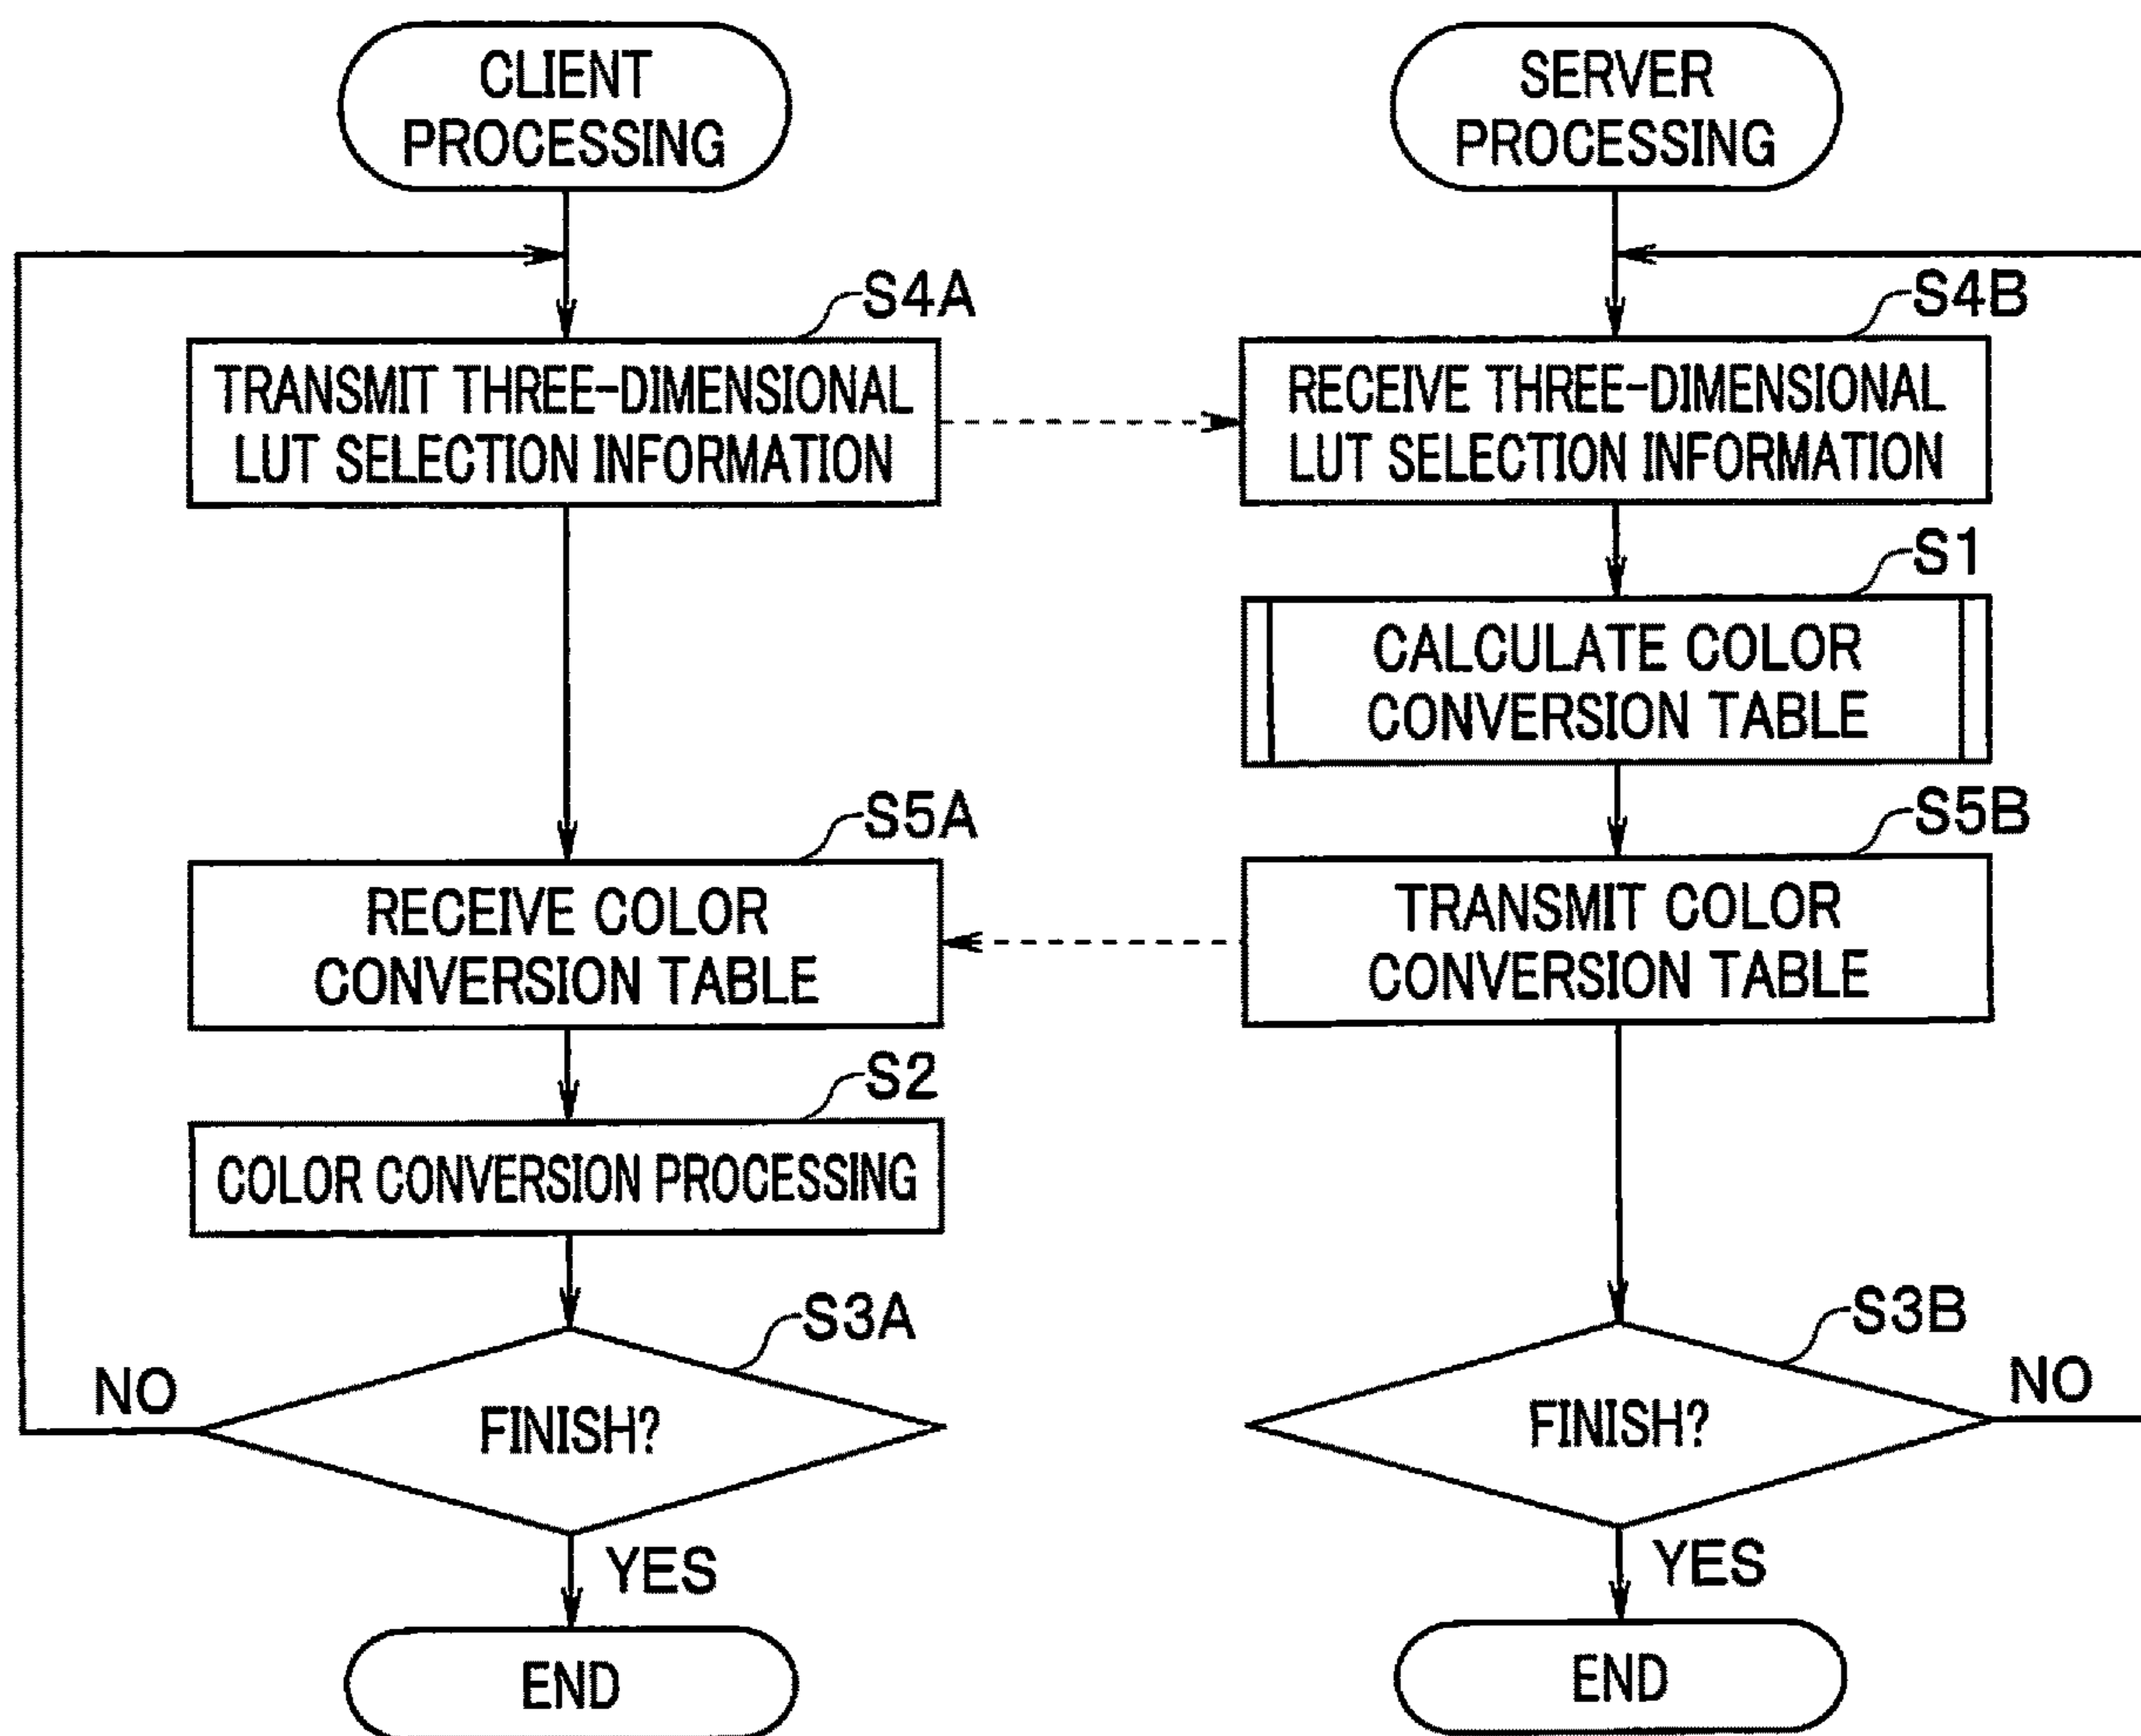 CLIENT
PROCESSING
S4A
TRANSMIT THREE-DIMENSIONAL
LUT SELECTION INFORMATION
S5A
RECEIVE COLOR
CONVERSION TABLE
S2
COLOR CONVERSION PROCESSING
S3A
NO
FINISH?
YES
END
SERVER
PROCESSING
S4B
RECEIVE THREE-DIMENSIONAL
LUT SELECTION INFORMATION
S1
CALCULATE COLOR
CONVERSION TABLE
S5B
TRANSMIT COLOR
CONVERSION TABLE
S3B
NO
FINISH?
YES
END